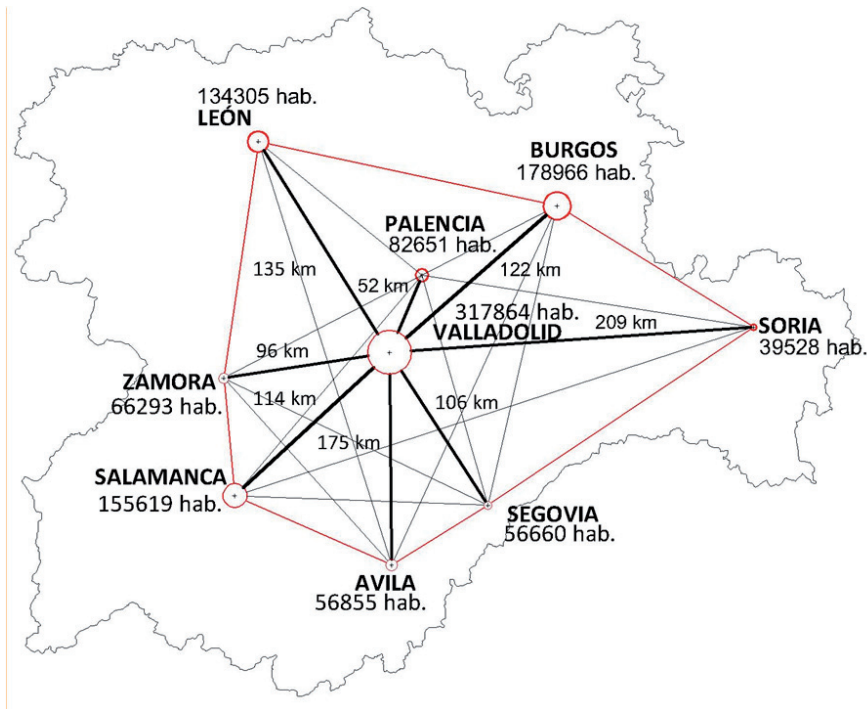 134305 hab.
LEÓN
BURGOS
178966 hab.
PALENCIA
82651 hab.
135 km
52 km
122 km
317864 hab.
VALLADOLID
209 km
SORIA
39528 hab.
96 km
ZAMORA
66293 hab.
114 km
106 km
175 km
SALAMANCA
155619 hab.
SEGOVIA
56660 hab.
AVILA
56855 hab.